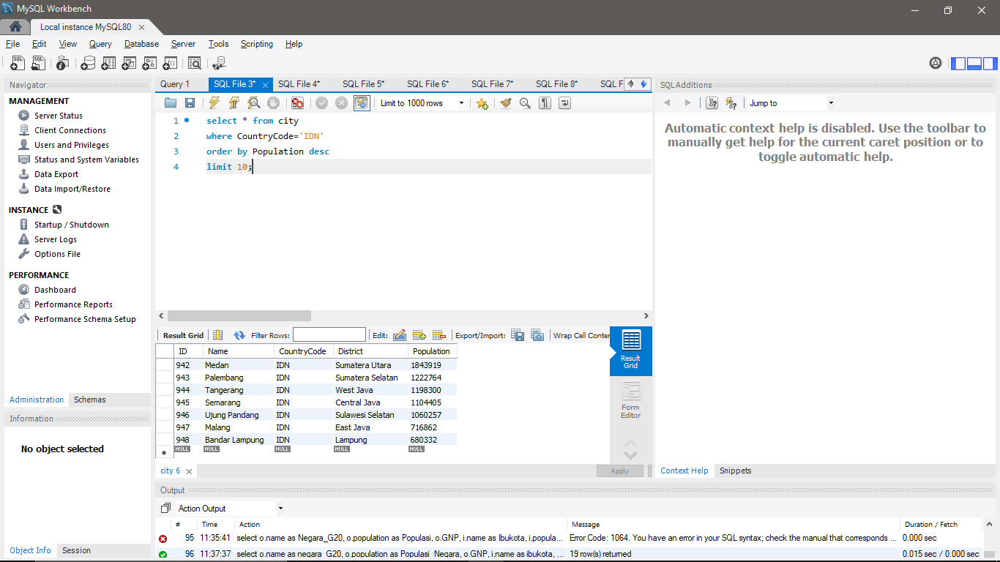 MySQL Workbench
Local instance MySQL80
File Edit View Query Database Server Tools Scripting Help
Navigator
MANAGEMENT
Server Status
Client Connections
Users and Privileges
Status and System Variables
Data Export
Data Import/Restore
INSTANCE
Startup / Shutdown
Server Logs
Options File
PERFORMANCE
Dashboard
Performance Reports
Performance Schema Setup
Administration Schemas
Information
No object selected
Object Info Session
Query 1 SQL File 3* SQL File 4* SQL File 5* SQL File 6* SQL File 7* SQL File 8* SQL F
Limit to 1000 rows
1 select * from city
2 where CountryCode='IDN'
3 order by Population desc
4 limit 10;
Result Grid Filter Rows: Edit: Export/Import: Wrap Cell Conten
ID Name CountryCode District Population
942 Medan IDN Sumatera Utara 1843919
943 Palembang IDN Sumatera Selatan 1222764
944 Tangerang IDN West Java 1198300
945 Semarang IDN Central Java 1104405
946 Ujung Pandang IDN Sulawesi Selatan 1060257
947 Malang IDN East Java 716862
948 Bandar Lampung IDN Lampung 680332
NULL NULL NULL NULL NULL
Result
Grid
Form
Editor
city 6
Apply
SQLAdditions
Jump to
Automatic context help is disabled. Use the toolbar to
manually get help for the current caret position or to
toggle automatic help.
Context Help Snippets
Output
Action Output
# Time Action Message Duration / Fetch
95 11:35:41 select o.name as Negara_G20, o.population as Populasi, o.GNP, i.name as Ibukota, i.popula... Error Code: 1064. You have an error in your SQL syntax; check the manual that corresponds ... 0.000 sec
96 11:37:37 select o.name as negara_G20, o.population as Populasi_Negara, o.GNP, i.name as ibukota, ... 19 row(s) returned 0.015 sec / 0.000 sec